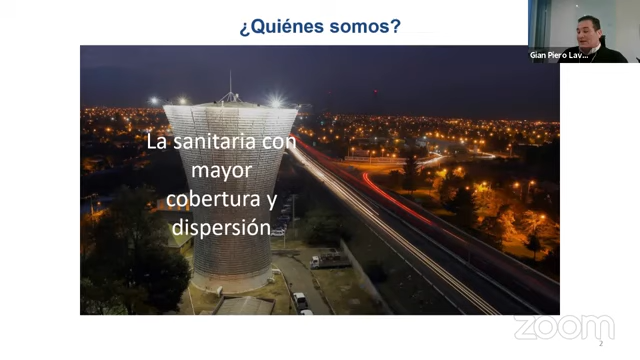 ¿Quiénes somos?
Gian Piero Lav...
La sanitaria con
mayor
cobertura y
dispersión
zoom
2